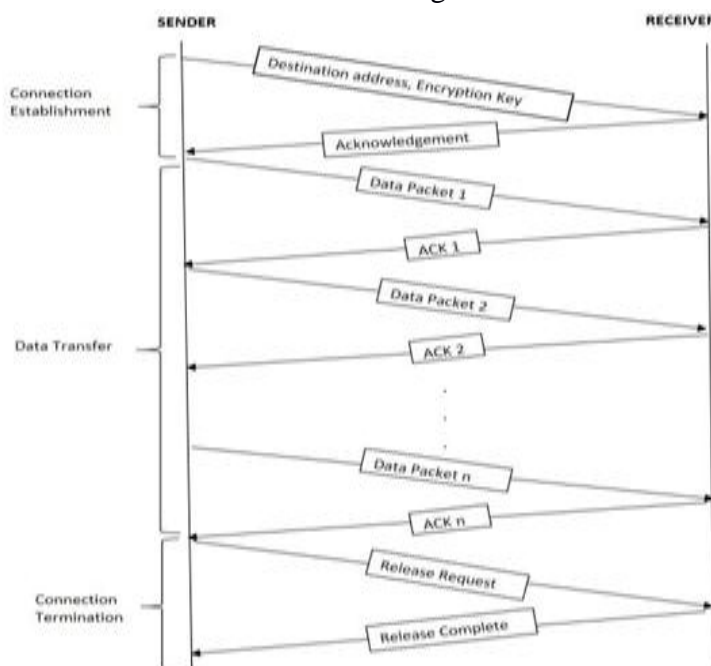 SENDER
RECEIVER
Destination address, Encryption Key
Connection
Establishment
Acknowledgement
Data Packet 1
ACK 1
Data Packet 2
Data Transfer
ACK 2
Data Packet n
ACK n
Release Request
Connection
Termination
Release Complete